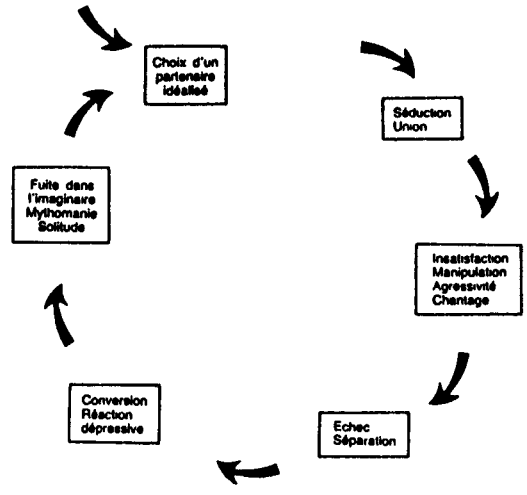 Choix d'un
partenaire
idéalisé
Séduction
Union
Insatisfaction
Manipulation
Agressivité
Chantage
Echec
Séparation
Conversion
Réaction
dépressive
Fuite dans
l'imaginaire
Mythomanie
Solitude